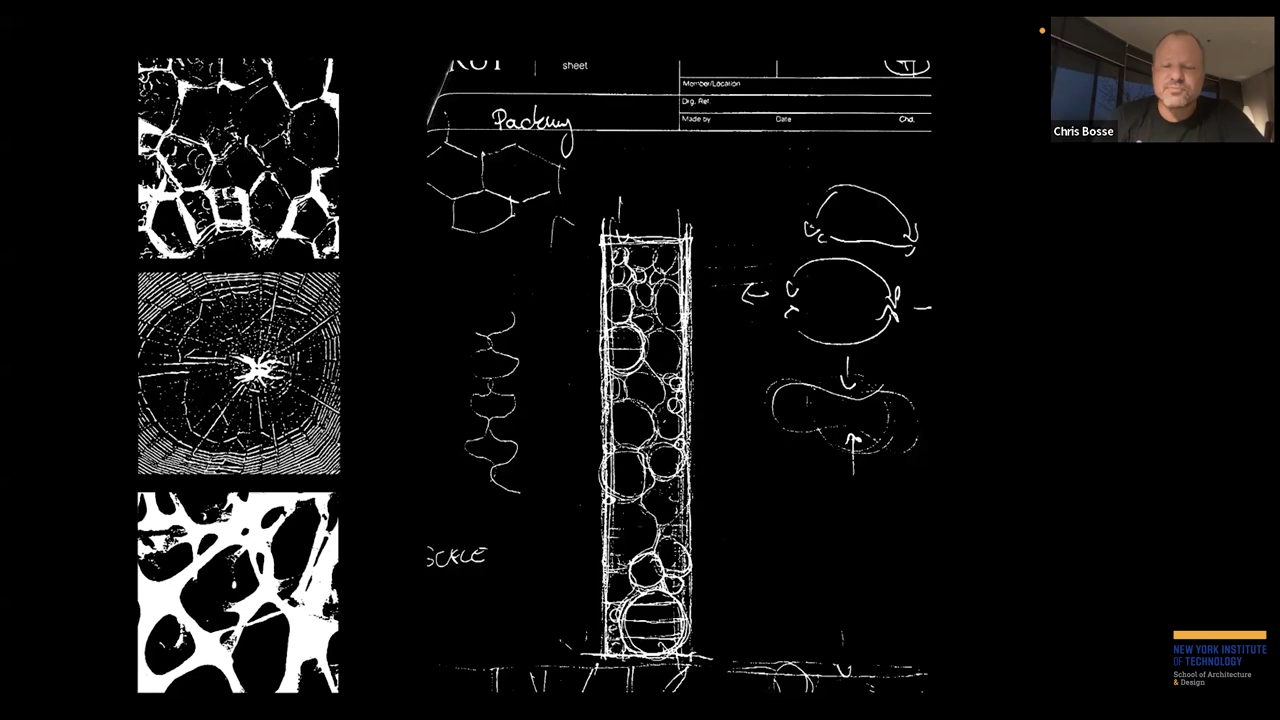 sheet
Member/Location
Drg. Ref.
Made by Date Chd.
Packing
SCALE
Chris Bosse
NEW YORK INSTITUTE
OF TECHNOLOGY
School of Architecture
& Design